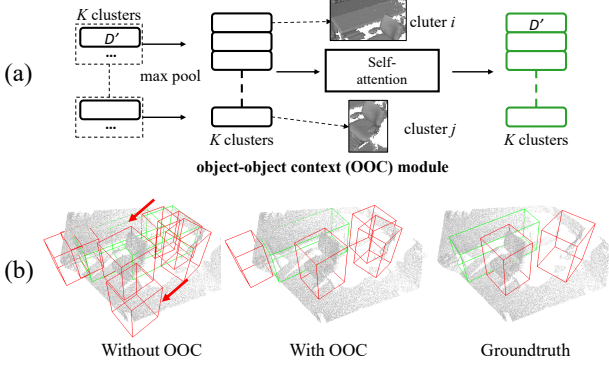 K clusters
D'
...
(a)
max pool
...
K clusters
K clusters
cluter i
Self-
attention
cluster j
D'
K clusters
object-object context (OOC) module
(b)
Without OOC
With OOC
Groundtruth